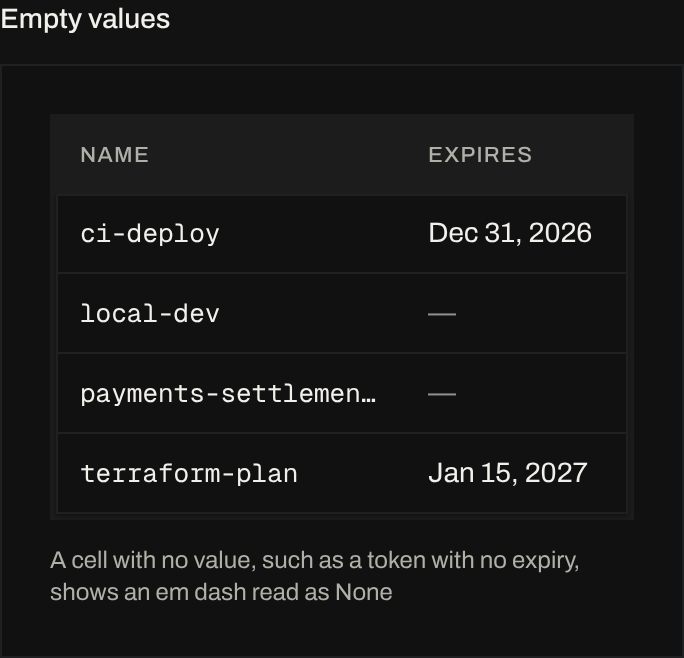 Empty values
NAME EXPIRES
ci-deploy Dec 31, 2026
local-dev —
payments-settlemen… —
terraform-plan Jan 15, 2027
A cell with no value, such as a token with no expiry,
shows an em dash read as None